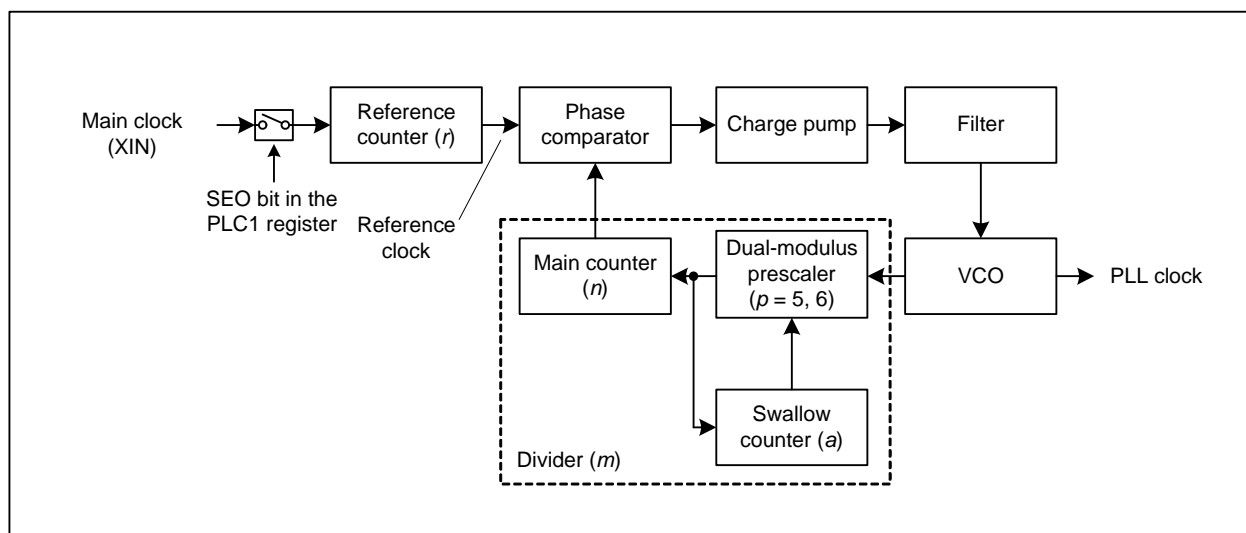 Main clock
(XIN)
SEO bit in the
PLC1 register
Reference
counter (r)
Reference
clock
Phase
comparator
Charge pump
Filter
Main counter
(n)
Dual-modulus
prescaler
(p = 5, 6)
VCO
PLL clock
Swallow
counter (a)
Divider (m)